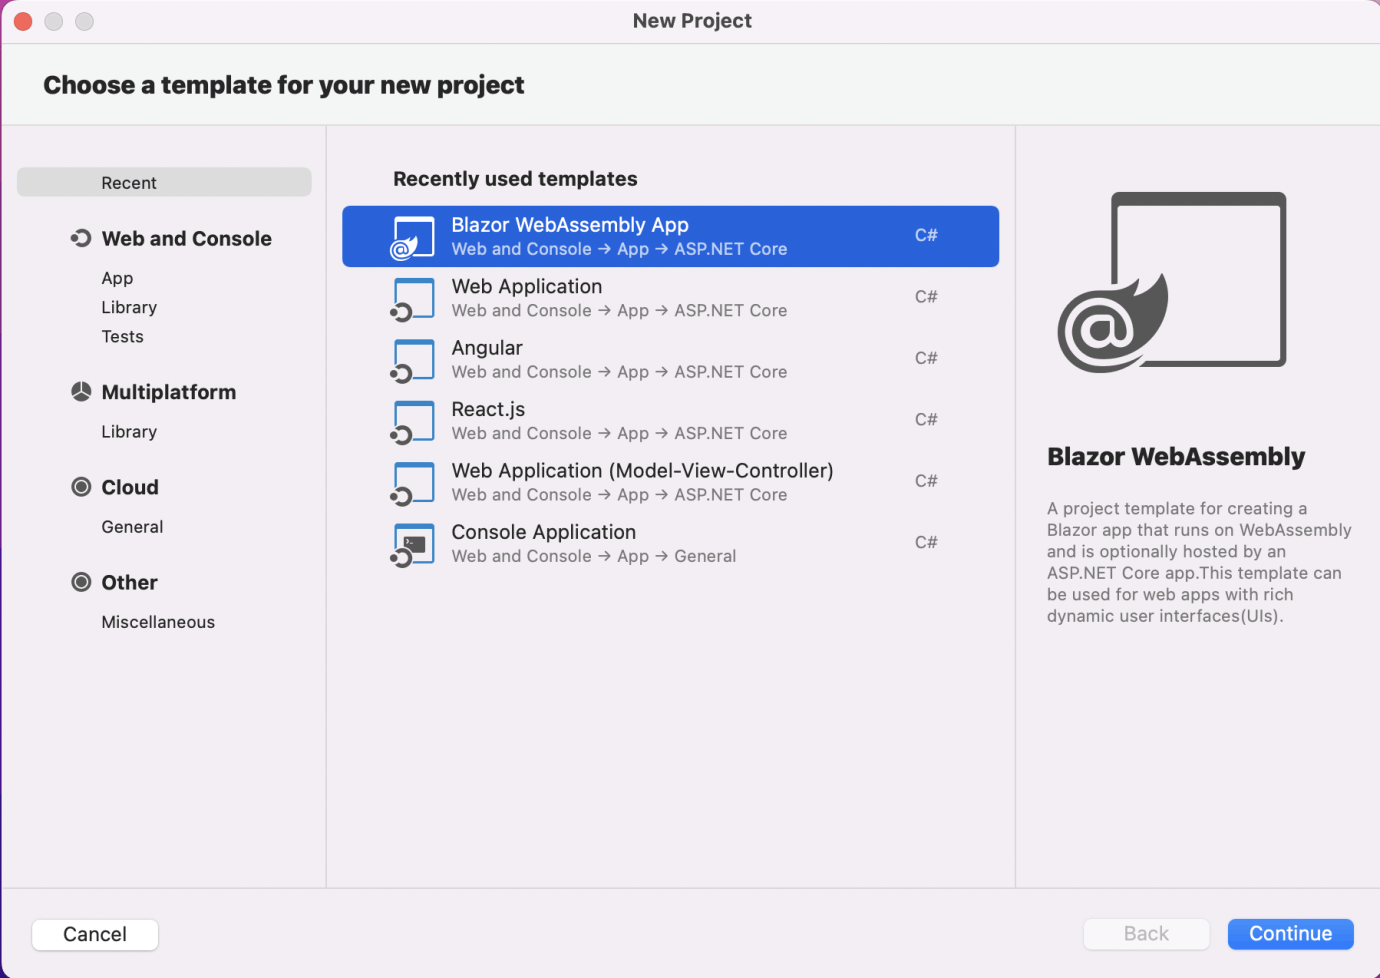 New Project
Choose a template for your new project
Recent
Web and Console
App
Library
Tests
Multiplatform
Library
Cloud
General
Other
Miscellaneous
Recently used templates
Blazor WebAssembly App
Web and Console → App → ASP.NET Core
C#
Web Application
Web and Console → App → ASP.NET Core
C#
Angular
Web and Console → App → ASP.NET Core
C#
React.js
Web and Console → App → ASP.NET Core
C#
Web Application (Model-View-Controller)
Web and Console → App → ASP.NET Core
C#
Console Application
Web and Console → App → General
C#
Blazor WebAssembly
A project template for creating a
Blazor app that runs on WebAssembly
and is optionally hosted by an
ASP.NET Core app.This template can
be used for web apps with rich
dynamic user interfaces(UIs).
Cancel
Back
Continue